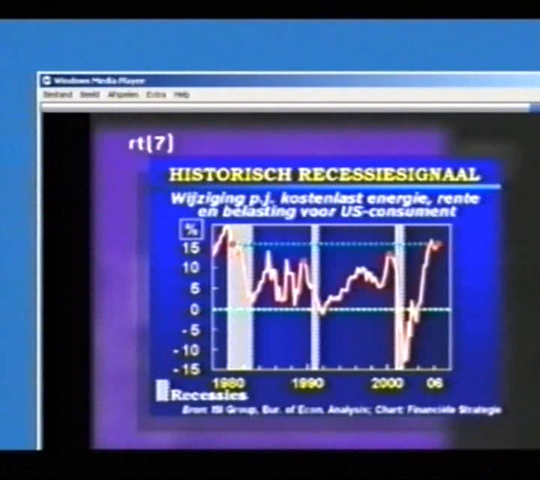 Windows Media Player
Bestand Beeld Afspelen Extra Help
rt(7)
HISTORISCH RECESSIESIGNAAL
Wijziging p.j. kostenlast energie, rente
en belasting voor US-consument
%
15
10
5
0
-5
-10
-15
1980 1990 2000 06
Recessies
Bron: ISI Group, Bur. of Econ. Analysis; Chart: Financiële Strategie